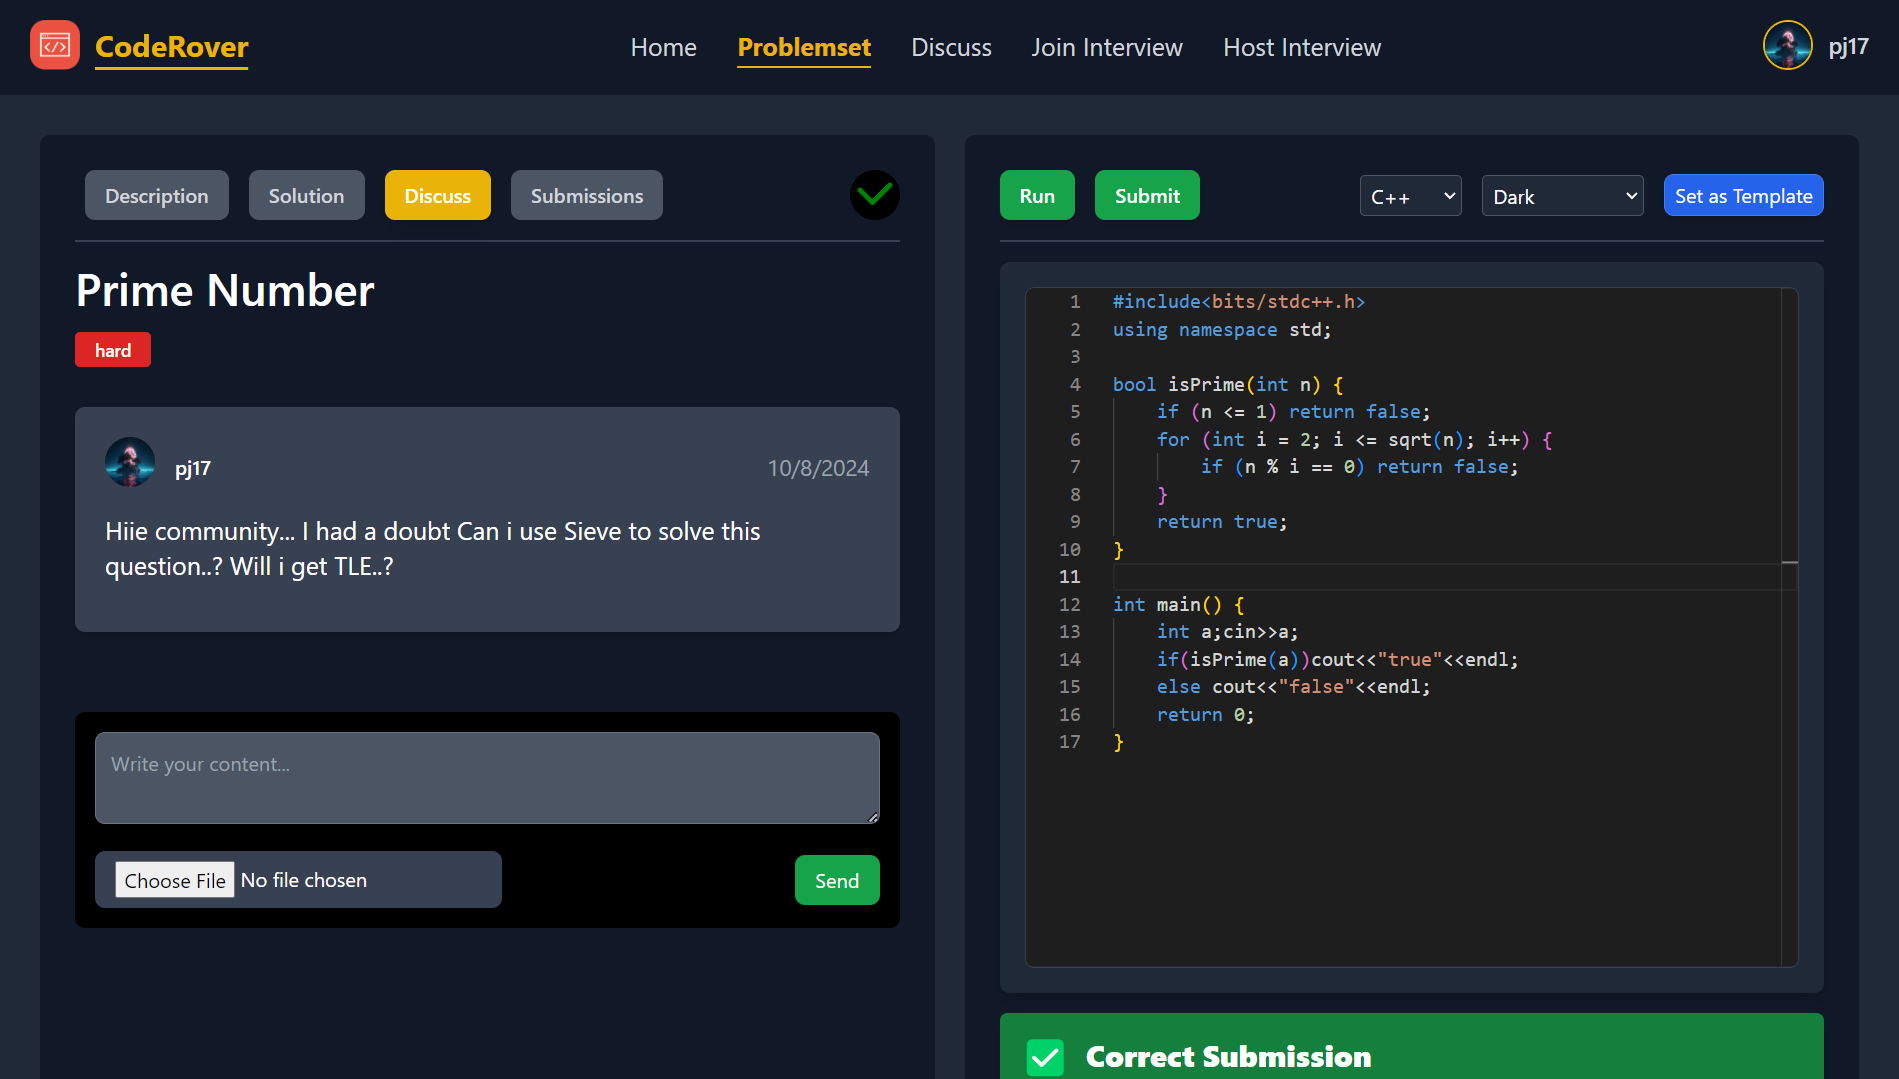 CodeRover
Home Problemset Discuss Join Interview Host Interview
pj17
Description Solution Discuss Submissions
Prime Number
hard
pj17
10/8/2024
Hiie community... I had a doubt Can i use Sieve to solve this
question..? Will i get TLE..?
Write your content...
Choose File No file chosen
Send
Run Submit C++ Dark Set as Template
1 #include<bits/stdc++.h>
2 using namespace std;
3
4 bool isPrime(int n) {
5     if (n <= 1) return false;
6     for (int i = 2; i <= sqrt(n); i++) {
7         if (n % i == 0) return false;
8     }
9     return true;
10 }
11
12 int main() {
13     int a;cin>>a;
14     if(isPrime(a))cout<<"true"<<endl;
15     else cout<<"false"<<endl;
16     return 0;
17 }
Correct Submission